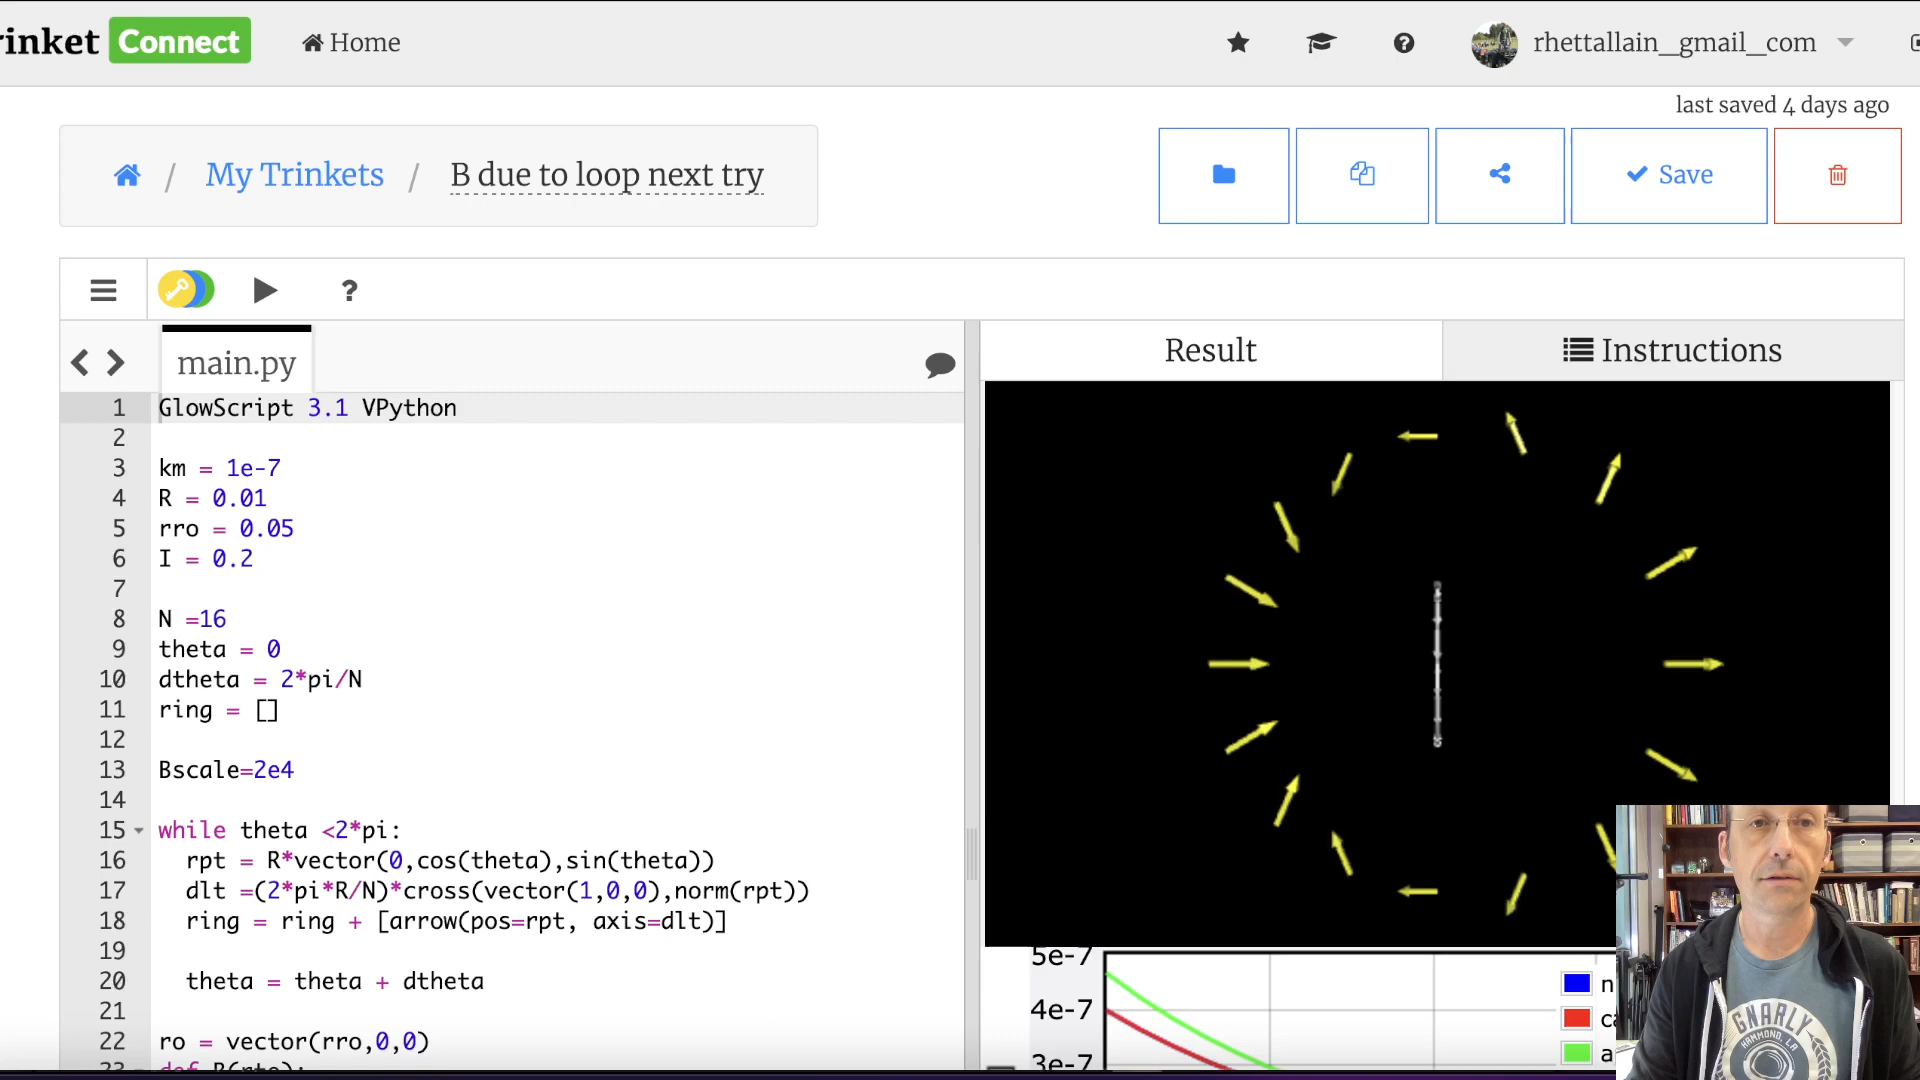 rinket Connect Home rhettallain_gmail_com
last saved 4 days ago
/ My Trinkets / B due to loop next try Save
?
main.py Result Instructions
1 GlowScript 3.1 VPython
2
3 km = 1e-7
4 R = 0.01
5 rro = 0.05
6 I = 0.2
7
8 N =16
9 theta = 0
10 dtheta = 2*pi/N
11 ring = []
12
13 Bscale=2e4
14
15 while theta <2*pi:
16 rpt = R*vector(0,cos(theta),sin(theta))
17 dlt =(2*pi*R/N)*cross(vector(1,0,0),norm(rpt))
18 ring = ring + [arrow(pos=rpt, axis=dlt)]
19
20 theta = theta + dtheta
21
22 ro = vector(rro,0,0)
5e-7
n
4e-7
a
3e-7
GNARLY
HAMMOND, LA